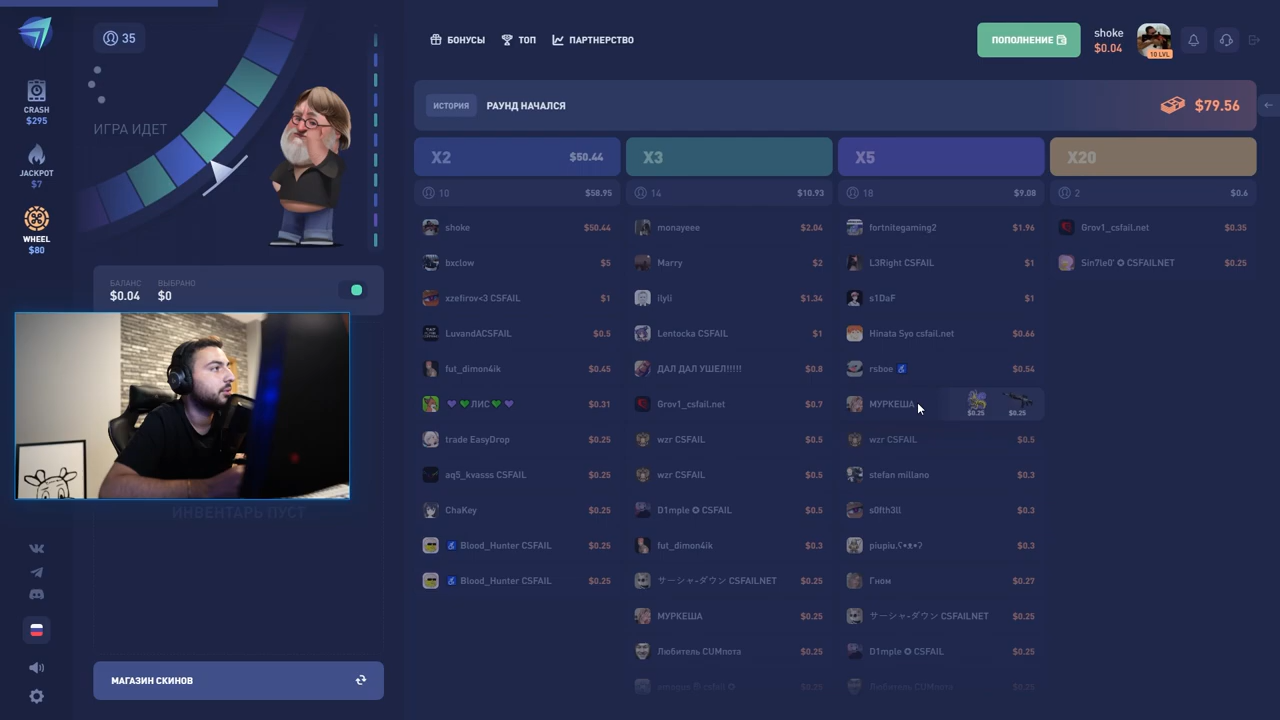 35
БОНУСЫ
ТОП
ПАРТНЕРСТВО
ПОПОЛНЕНИЕ
shoke
$0.04
10 LVL
CRASH
$295
JACKPOT
$7
WHEEL
$80
ИГРА ИДЕТ
ИСТОРИЯ
РАУНД НАЧАЛСЯ
$79.56
БАЛАНС
$0.04
ВЫБРАНО
$0
ИНВЕНТАРЬ ПУСТ
МАГАЗИН СКИНОВ
X2 $50.44
10 $58.95
shoke $50.44
bxclow $5
xzefirov<3 CSFAIL $1
LuvandACSFAIL $0.5
fut_dimon4ik $0.45
💜💚ЛИС💚💜 $0.31
trade EasyDrop $0.25
aq5_kvasss CSFAIL $0.25
ChaKey $0.25
Blood_Hunter CSFAIL $0.25
Blood_Hunter CSFAIL $0.25
X3
14 $10.93
monayeee $2.04
Marry $2
ilyli $1.34
Lentocka CSFAIL $1
ДАЛ ДАЛ УШЕЛ!!!!! $0.8
Grov1_csfail.net $0.7
wzr CSFAIL $0.5
wzr CSFAIL $0.5
D1mple ✪ CSFAIL $0.5
fut_dimon4ik $0.3
サーシャ-ダウン CSFAILNET $0.25
МУРКЕША $0.25
Любитель CUMпота $0.25
$0.25
X5
18 $9.08
fortnitegaming2 $1.96
L3Right CSFAIL $1
s1DaF $1
Hinata Syo csfail.net $0.66
rsboe $0.54
МУРКЕША $0.25 $0.25
wzr CSFAIL $0.5
stefan millano $0.3
s0fth3ll $0.3
piupiu.ʕ•ᴥ•ʔ $0.3
Гном $0.27
サーシャ-ダウン CSFAILNET $0.25
D1mple ✪ CSFAIL $0.25
Любитель CUMпота $0.25
X20
2 $0.6
Grov1_csfail.net $0.35
Sin7le0' ✪ CSFAILNET $0.25